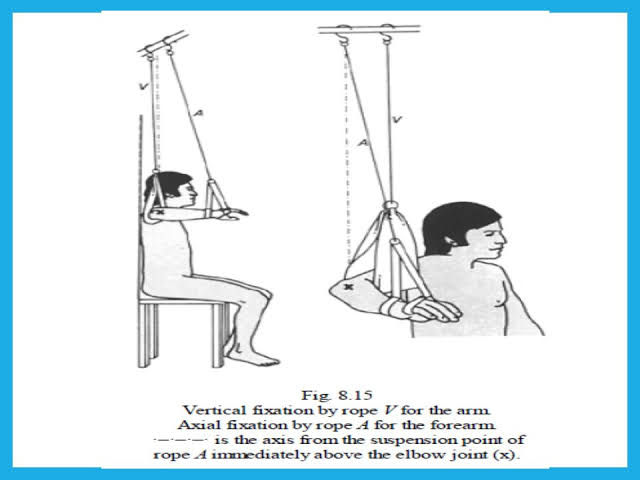 V
A
A
V
x
x
Fig. 8.15
Vertical fixation by rope V for the arm.
Axial fixation by rope A for the forearm.
·—·—·—· is the axis from the suspension point of
rope A immediately above the elbow joint (x).